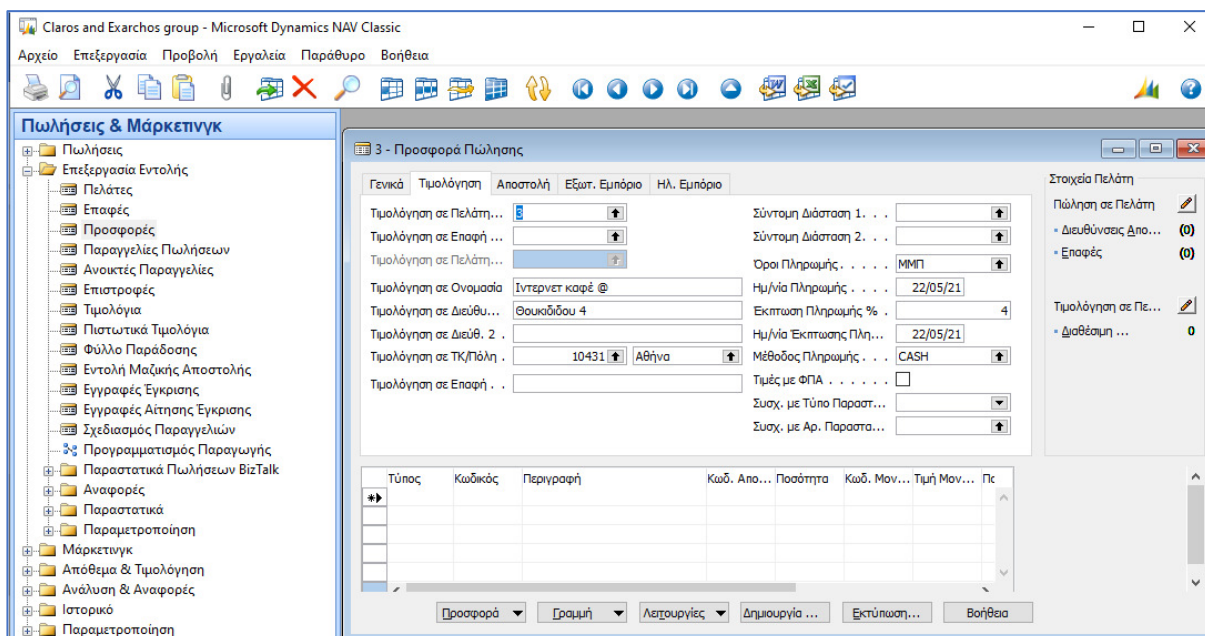 Claros and Exarchos group - Microsoft Dynamics NAV Classic
Αρχείο Επεξεργασία Προβολή Εργαλεία Παράθυρο Βοήθεια
Πωλήσεις & Μάρκετινγκ
Πωλήσεις
Επεξεργασία Εντολής
Πελάτες
Επαφές
Προσφορές
Παραγγελίες Πωλήσεων
Ανοικτές Παραγγελίες
Επιστροφές
Τιμολόγια
Πιστωτικά Τιμολόγια
Φύλλο Παράδοσης
Εντολή Μαζικής Αποστολής
Εγγραφές Έγκρισης
Εγγραφές Αίτησης Έγκρισης
Σχεδιασμός Παραγγελιών
Προγραμματισμός Παραγωγής
Παραστατικά Πωλήσεων BizTalk
Αναφορές
Παραστατικά
Παραμετροποίηση
Μάρκετινγκ
Απόθεμα & Τιμολόγηση
Ανάλυση & Αναφορές
Ιστορικό
Παραμετροποίηση
3 - Προσφορά Πώλησης
Γενικά Τιμολόγηση Αποστολή Εξωτ. Εμπόριο Ηλ. Εμπόριο
Τιμολόγηση σε Πελάτη... 3
Τιμολόγηση σε Επαφή ...
Τιμολόγηση σε Πελάτη...
Τιμολόγηση σε Ονομασία Ιντερνετ καφέ @
Τιμολόγηση σε Διεύθυ... Θουκιδίδου 4
Τιμολόγηση σε Διεύθ. 2 .
Τιμολόγηση σε ΤΚ/Πόλη . 10431 Αθήνα
Τιμολόγηση σε Επαφή . .
Σύντομη Διάσταση 1. . .
Σύντομη Διάσταση 2. . .
Όροι Πληρωμής . . . . . ΜΜΠ
Ημ/νία Πληρωμής . . . . 22/05/21
Έκπτωση Πληρωμής % . 4
Ημ/νία Έκπτωσης Πλη... 22/05/21
Μέθοδος Πληρωμής . . . CASH
Τιμές με ΦΠΑ . . . . . .
Συσχ. με Τύπο Παραστ...
Συσχ. με Αρ. Παραστα...
Στοιχεία Πελάτη
Πώληση σε Πελάτη
Διευθύνσεις Απο... (0)
Επαφές (0)
Τιμολόγηση σε Πε...
Διαθέσιμη ... 0
Τύπος Κωδικός Περιγραφή Κωδ. Απο... Ποσότητα Κωδ. Μον... Τιμή Μον... Πο
Προσφορά Γραμμή Λειτουργίες Δημιουργία ... Εκτύπωση... Βοήθεια